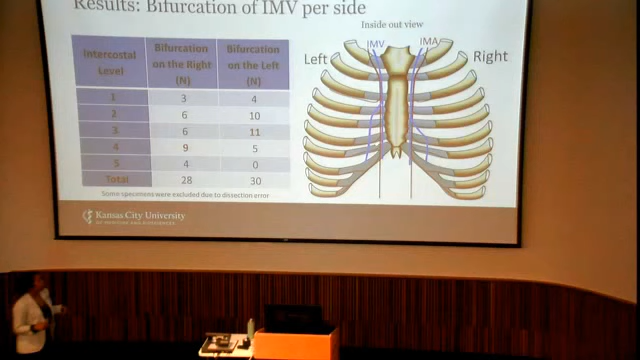 Results: Bifurcation of IMV per side
Inside out view
Intercostal Level
Bifurcation on the Right (N)
Bifurcation on the Left (N)
1 3 4
2 6 10
3 6 11
4 9 5
5 4 0
Total 28 30
Some specimens were excluded due to dissection error
IMV IMA
Left Right
Kansas City University